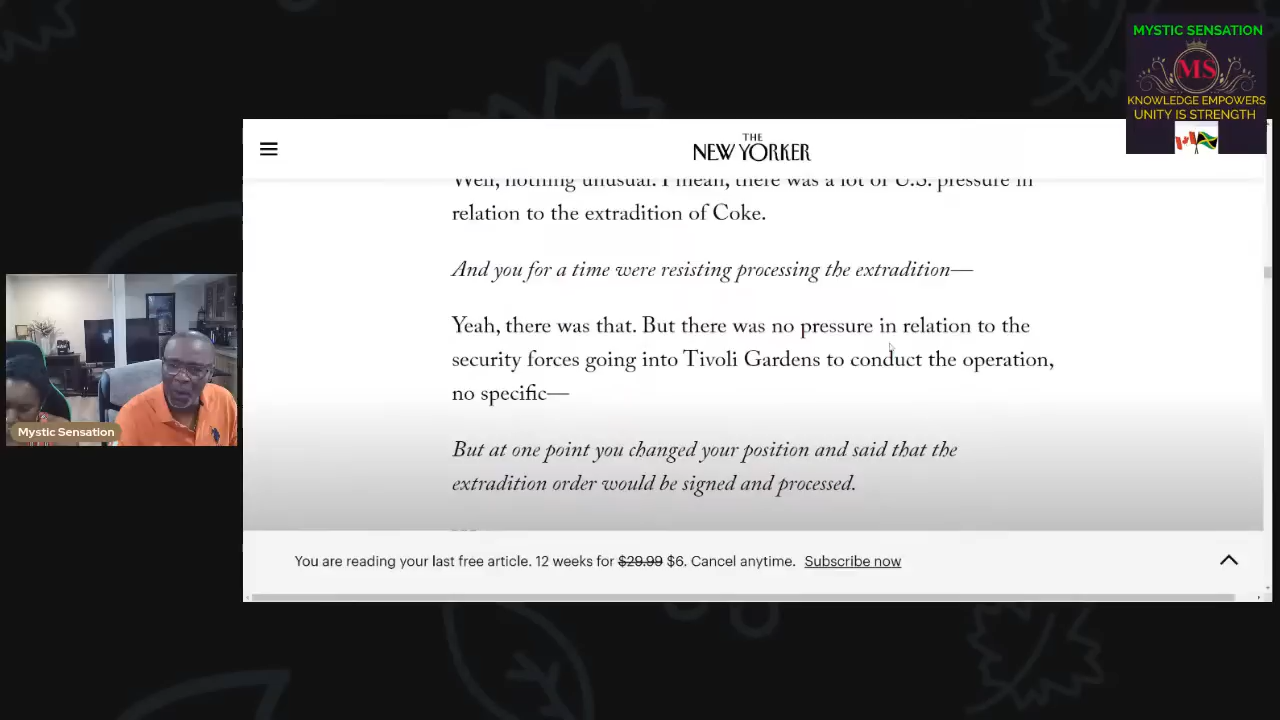 MYSTIC SENSATION
MS
KNOWLEDGE EMPOWERS
UNITY IS STRENGTH
THE
NEW YORKER
Well, nothing unusual. I mean, there was a lot of U.S. pressure in
relation to the extradition of Coke.
And you for a time were resisting processing the extradition—
Yeah, there was that. But there was no pressure in relation to the
security forces going into Tivoli Gardens to conduct the operation,
no specific—
But at one point you changed your position and said that the
extradition order would be signed and processed.
You are reading your last free article. 12 weeks for $29.99 $6. Cancel anytime. Subscribe now
Mystic Sensation